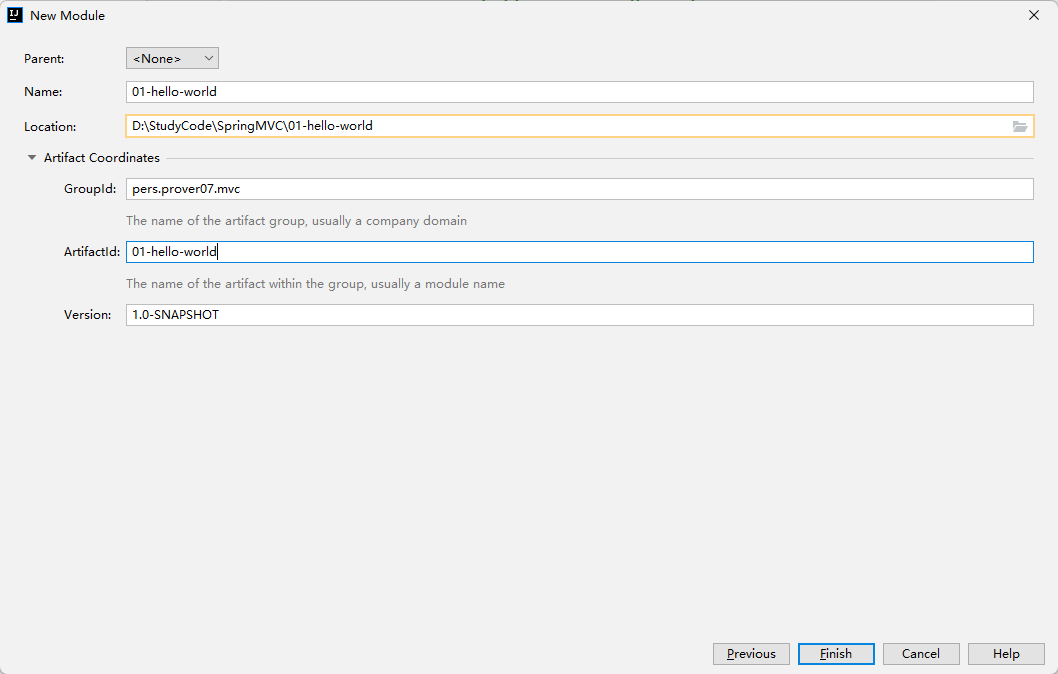 New Module
Parent: <None>
Name: 01-hello-world
Location: D:\StudyCode\SpringMVC\01-hello-world
Artifact Coordinates
GroupId: pers.prover07.mvc
The name of the artifact group, usually a company domain
ArtifactId: 01-hello-world
The name of the artifact within the group, usually a module name
Version: 1.0-SNAPSHOT
Previous Finish Cancel Help